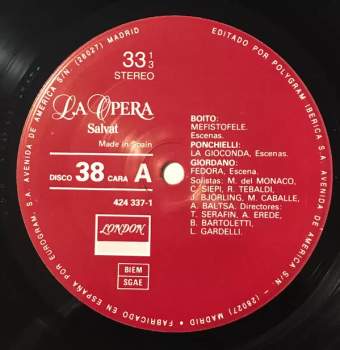 EDITADO POR POLYGRAM IBERICA S.A. AVENIDA DE AMERICA S/N - (28027) MADRID • FABRICADO EN ESPAÑA POR EUROGRAM, S.A. AVENIDA DE AMERICA S/N. (28027) MADRID
33 1/3
STEREO
LA OPERA
Salvat
Made in Spain
DISCO 38 CARA A
424 337-1
LONDON
BIEM
SGAE
BOITO:
MEFISTOFELE.
Escenas.
PONCHIELLI:
LA GIOCONDA, Escenas.
GIORDANO:
FEDORA, Escena.
Solistas: M. del MONACO,
C. SIEPI, R. TEBALDI,
J. BJÖRLING, M. CABALLE,
A. BALTSA. Directores:
T. SERAFIN, A. EREDE,
B. BARTOLETTI,
L. GARDELLI.